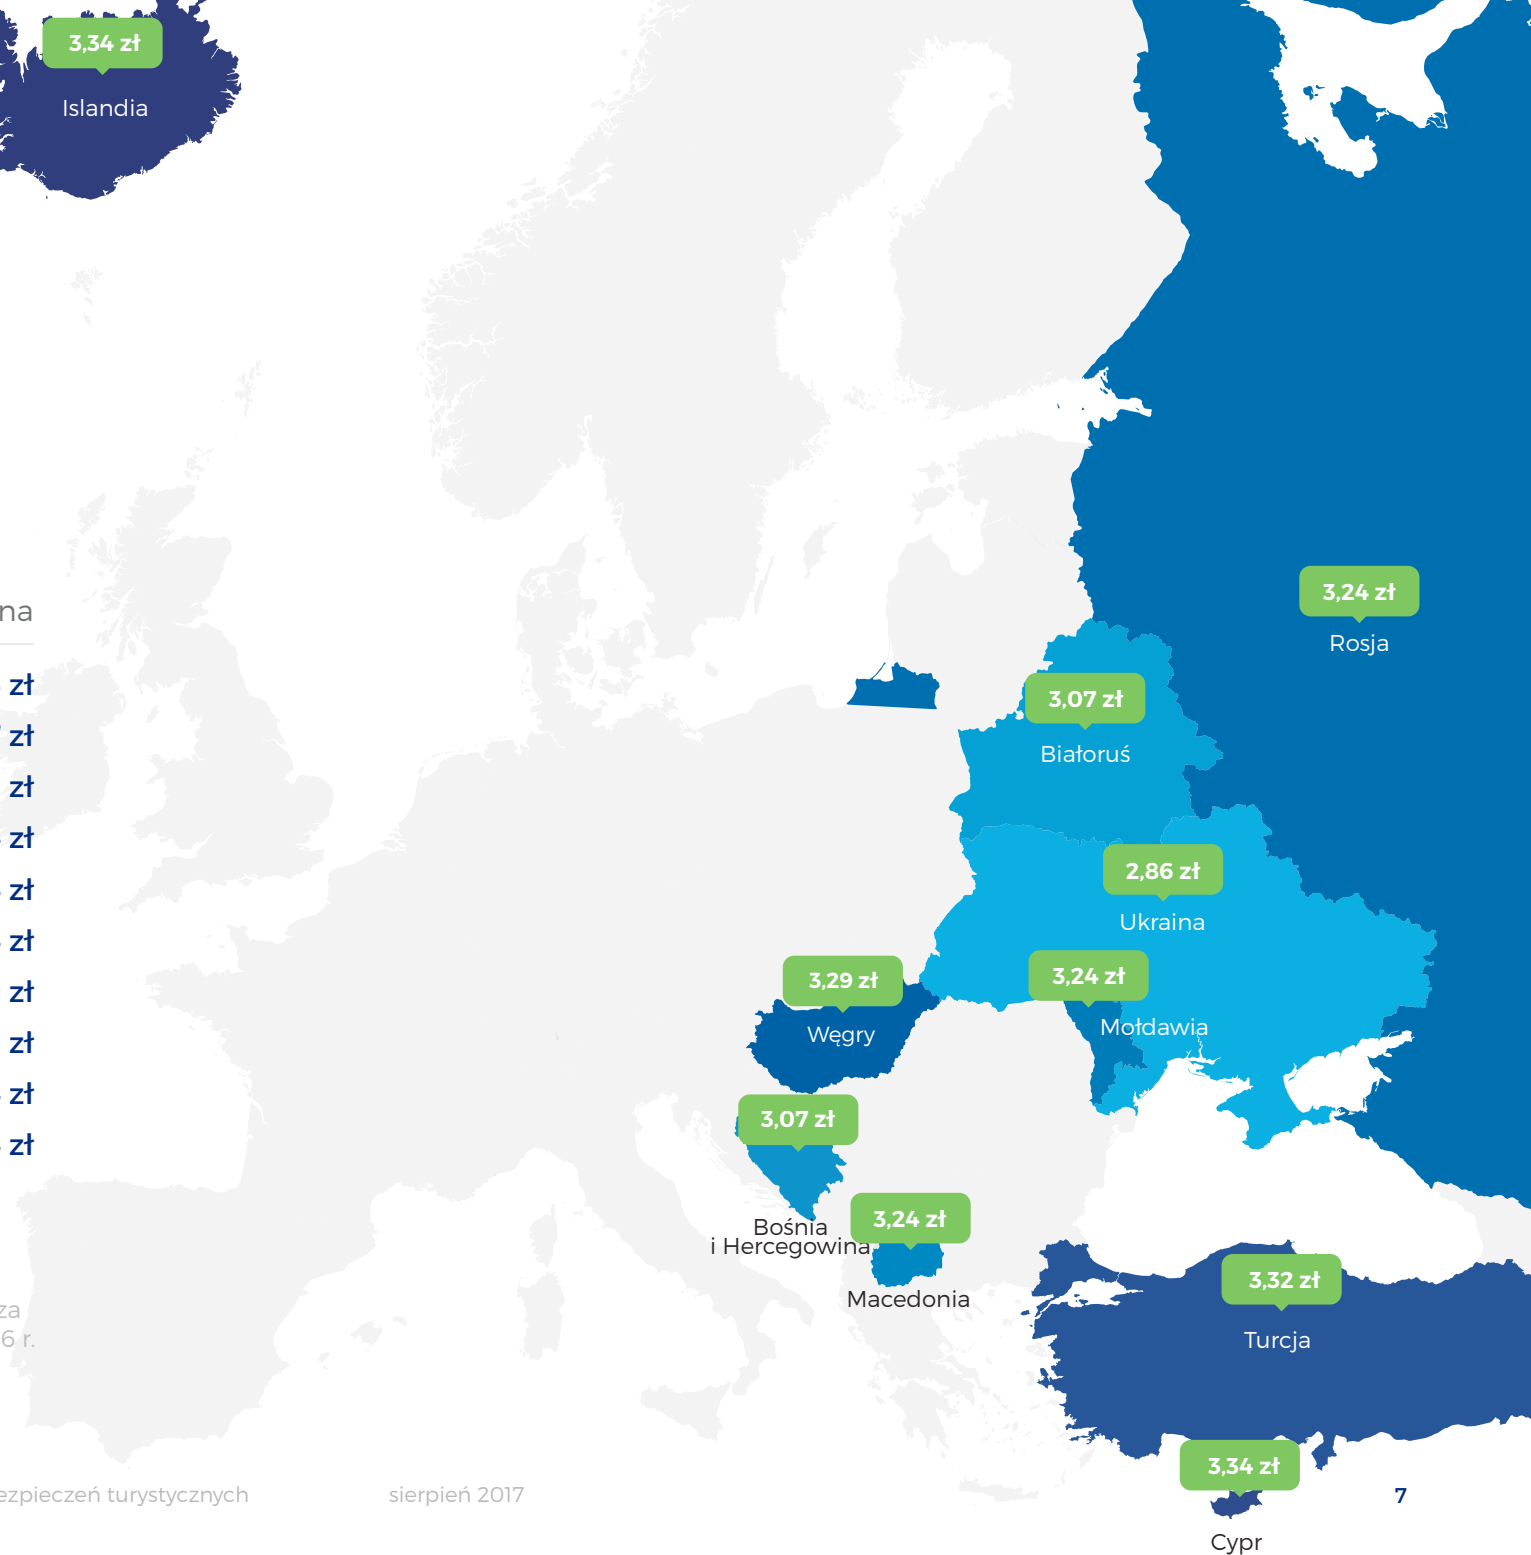 3,34 zł
Islandia
na
zł
zł
zł
zł
zł
zł
zł
zł
zł
zł
3,24 zł
Rosja
3,07 zł
Białoruś
2,86 zł
Ukraina
3,29 zł
Węgry
3,24 zł
Mołdawia
3,07 zł
Bośnia
i Hercegowina
3,24 zł
Macedonia
3,32 zł
Turcja
3,34 zł
Cypr
za
6 r.
ezpieczeń turystycznych
sierpień 2017
7